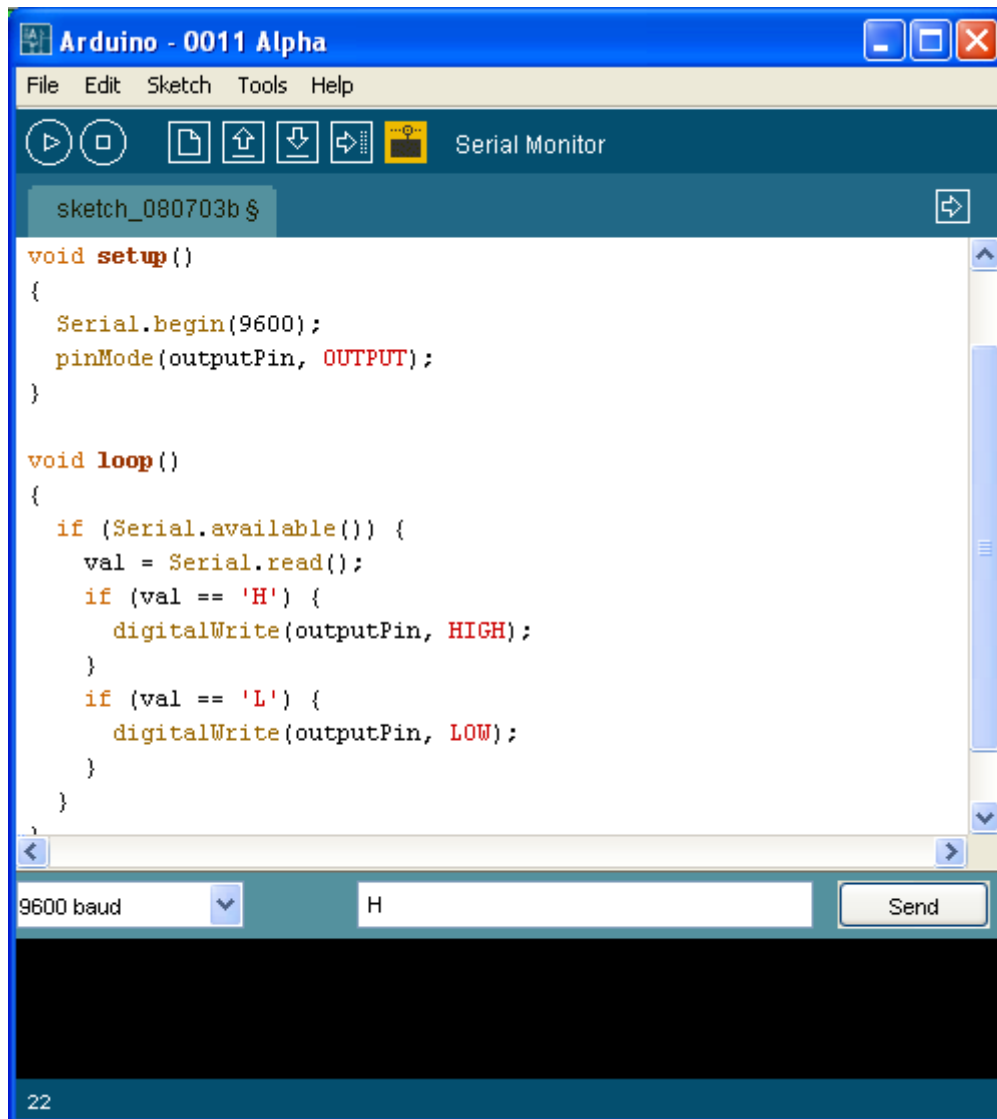 Arduino - 0011 Alpha
File Edit Sketch Tools Help
Serial Monitor
sketch_080703b §
void setup()
{
  Serial.begin(9600);
  pinMode(outputPin, OUTPUT);
}

void loop()
{
  if (Serial.available()) {
    val = Serial.read();
    if (val == 'H') {
      digitalWrite(outputPin, HIGH);
    }
    if (val == 'L') {
      digitalWrite(outputPin, LOW);
    }
  }
}
9600 baud H Send
22